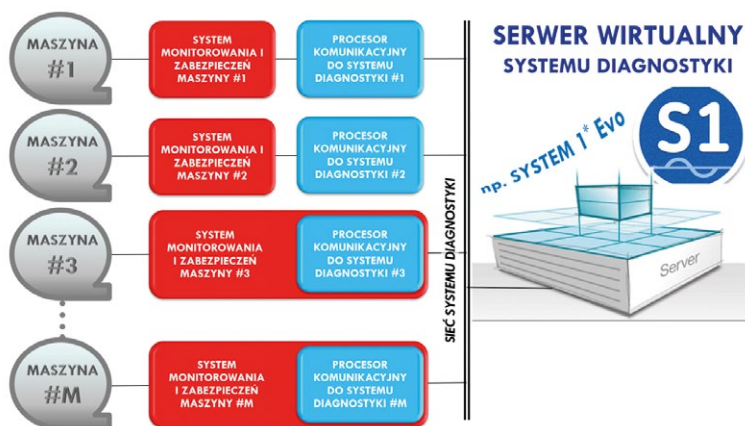 MASZYNA
#1
SYSTEM
MONITOROWANIA I
ZABEZPIECZEŃ
MASZYNY #1
PROCESOR
KOMUNIKACYJNY
DO SYSTEMU
DIAGNOSTYKI #1
MASZYNA
#2
SYSTEM
MONITOROWANIA I
ZABEZPIECZEŃ
MASZYNY #2
PROCESOR
KOMUNIKACYJNY
DO SYSTEMU
DIAGNOSTYKI #2
MASZYNA
#3
SYSTEM
MONITOROWANIA
I ZABEZPIECZEŃ
MASZYNY #3
PROCESOR
KOMUNIKACYJNY
DO SYSTEMU
DIAGNOSTYKI #3
MASZYNA
#M
SYSTEM
MONITOROWANIA
I ZABEZPIECZEŃ
MASZYNY #M
PROCESOR
KOMUNIKACYJNY
DO SYSTEMU
DIAGNOSTYKI #M
SIEĆ SYSTEMU DIAGNOSTYKI
SERWER WIRTUALNY
SYSTEMU DIAGNOSTYKI
np. SYSTEM 1* Evo
S1
Server